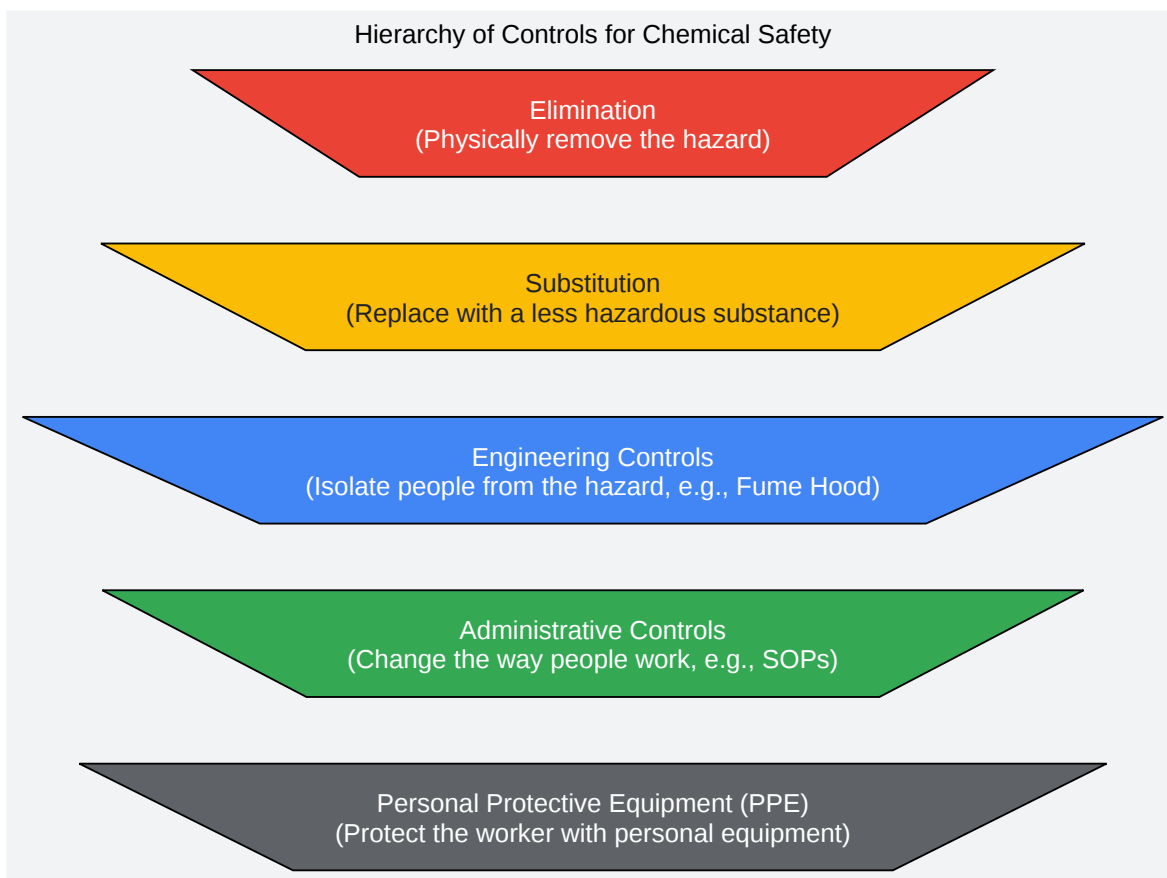 Hierarchy of Controls for Chemical Safety
Elimination
(Physically remove the hazard)
Substitution
(Replace with a less hazardous substance)
Engineering Controls
(Isolate people from the hazard, e.g., Fume Hood)
Administrative Controls
(Change the way people work, e.g., SOPs)
Personal Protective Equipment (PPE)
(Protect the worker with personal equipment)